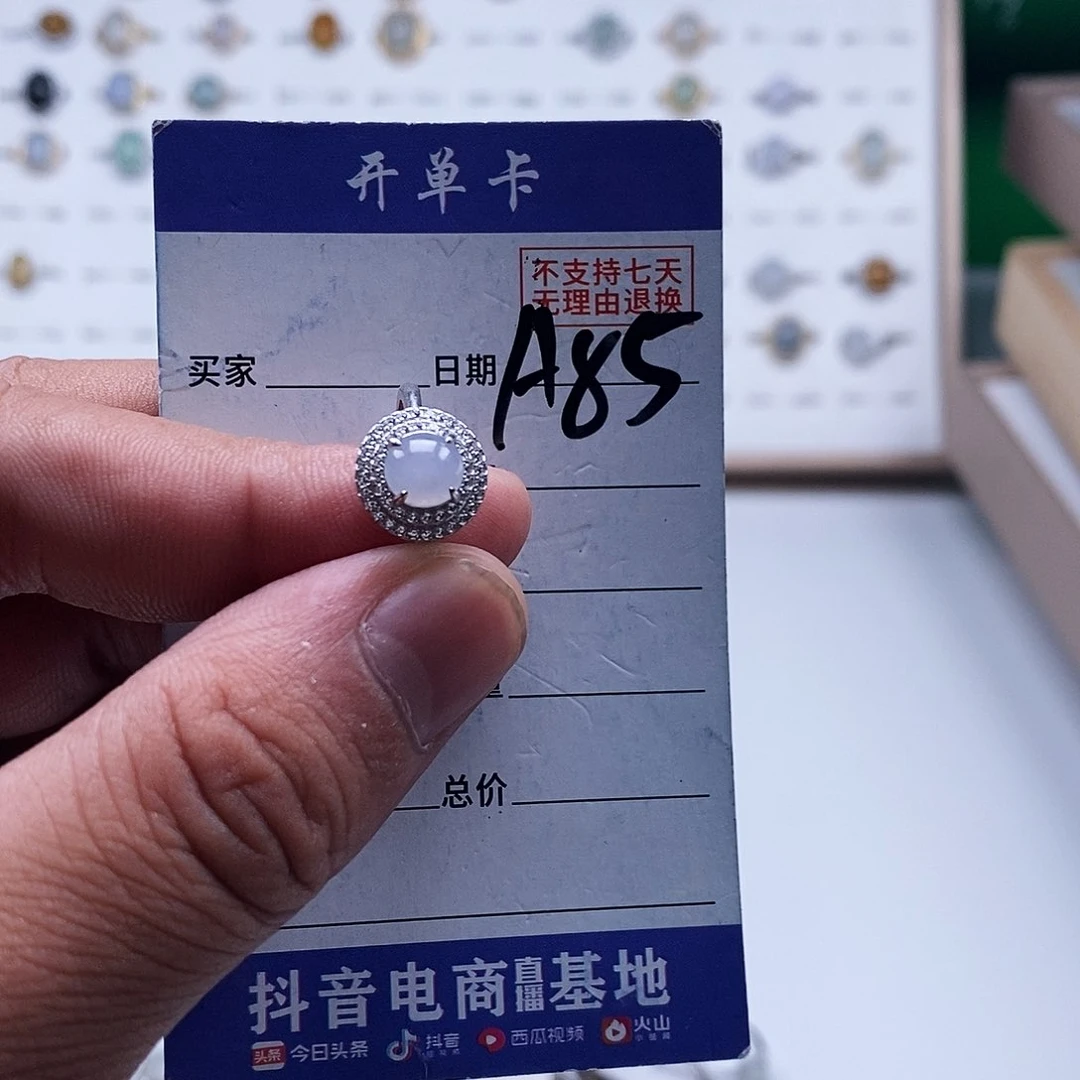 开单卡
不支持七天
无理由退换
买家 日期 A85
总价
抖音电商直播基地
头条 今日头条 抖音 西瓜视频 火山